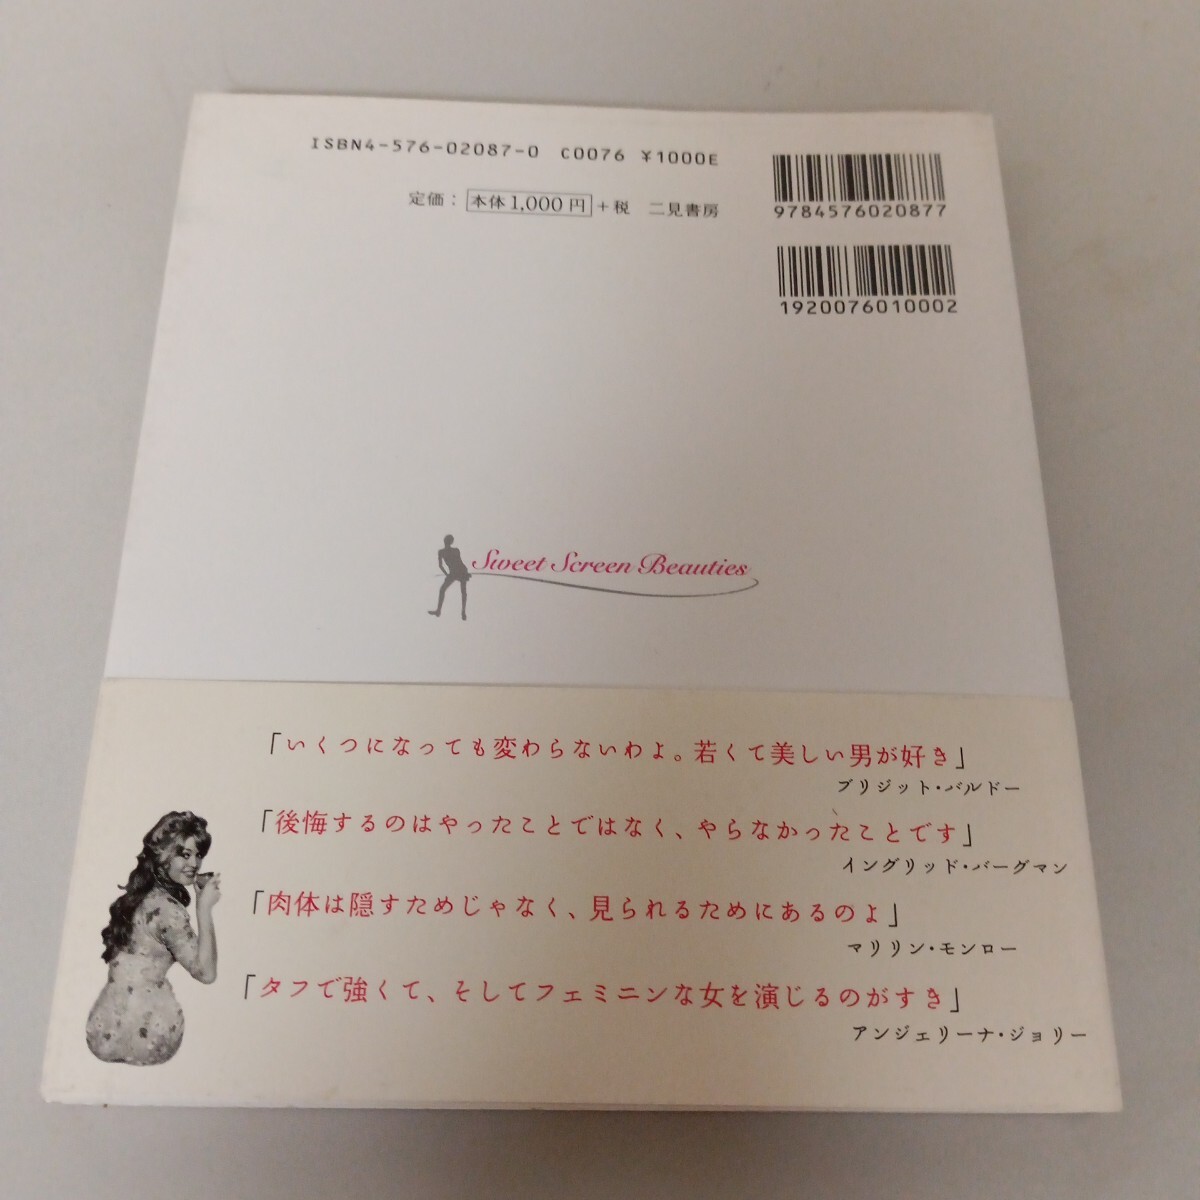 ISBN4-576-02087-0 C0076 ¥1000E
定価：本体1,000円+税 二見書房
9784576020877
1920076010002
Sweet Screen Beauties
「いくつになっても変わらないわよ。若くて美しい男が好き」
ブリジット・バルドー
「後悔するのはやったことではなく、やらなかったことです」
イングリッド・バーグマン
「肉体は隠すためじゃなく、見られるためにあるのよ」
マリリン・モンロー
「タフで強くて、そしてフェミニンな女を演じるのがすき」
アンジェリーナ・ジョリー